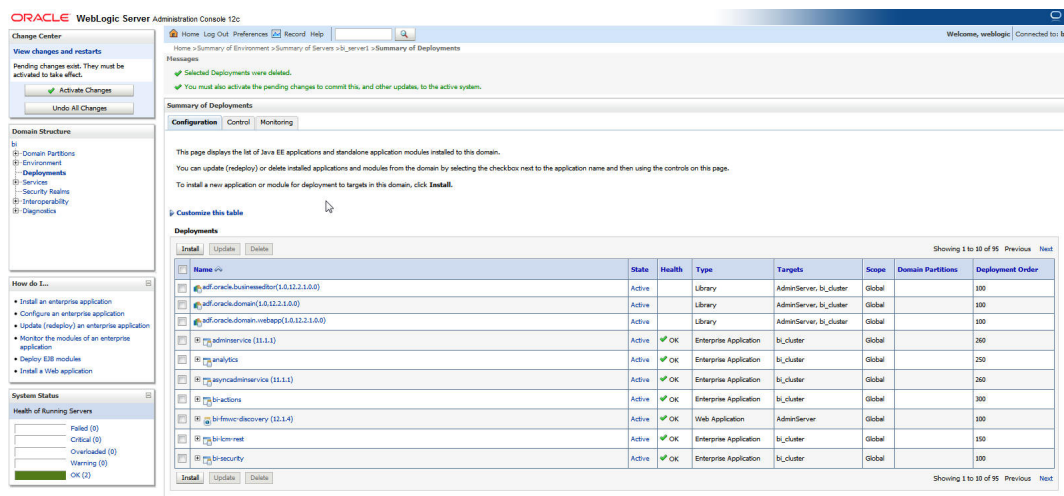 ORACLE WebLogic Server Administration Console 12c
Change Center
View changes and restarts
Pending changes exist. They must be
activated to take effect.
Activate Changes
Undo All Changes
Domain Structure
bi
Domain Partitions
Environment
Deployments
Services
Security Realms
Interoperability
Diagnostics
How do I...
Install an enterprise application
Configure an enterprise application
Update (redeploy) an enterprise application
Monitor the modules of an enterprise
application
Deploy EJB modules
Install a Web application
System Status
Health of Running Servers
Failed (0)
Critical (0)
Overloaded (0)
Warning (0)
OK (2)
Home Log Out Preferences Record Help
Welcome, weblogic Connected to: b
Home >Summary of Environment >Summary of Servers >bi_server1 >Summary of Deployments
Messages
Selected Deployments were deleted.
You must also activate the pending changes to commit this, and other updates, to the active system.
Summary of Deployments
Configuration Control Monitoring
This page displays the list of Java EE applications and standalone application modules installed to this domain.
You can update (redeploy) or delete installed applications and modules from the domain by selecting the checkbox next to the application name and then using the controls on this page.
To install a new application or module for deployment to targets in this domain, click Install.
Customize this table
Deployments
Install Update Delete Showing 1 to 10 of 95 Previous Next
Name State Health Type Targets Scope Domain Partitions Deployment Order
adf.oracle.businesseditor(1.0,12.2.1.0.0) Active Library AdminServer, bi_cluster Global 100
adf.oracle.domain(1.0,12.2.1.0.0) Active Library AdminServer, bi_cluster Global 100
adf.oracle.domain.webapp(1.0,12.2.1.0.0) Active Library AdminServer, bi_cluster Global 100
adminservice (11.1.1) Active OK Enterprise Application bi_cluster Global 260
analytics Active OK Enterprise Application bi_cluster Global 250
asyncadminservice (11.1.1) Active OK Enterprise Application bi_cluster Global 260
bi-actions Active OK Enterprise Application bi_cluster Global 300
bi-fmwc-discovery (12.1.4) Active OK Web Application AdminServer Global 100
bi-lcm-rest Active OK Enterprise Application bi_cluster Global 150
bi-security Active OK Enterprise Application bi_cluster Global 100
Install Update Delete Showing 1 to 10 of 95 Previous Next